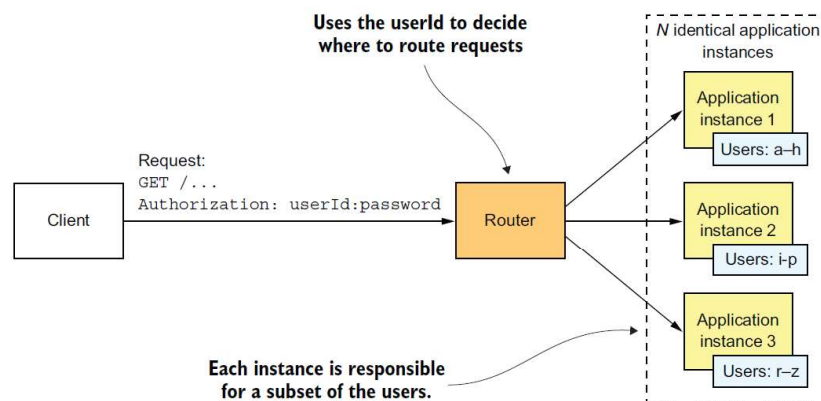 Uses the userId to decide
where to route requests
N identical application
instances
Application
instance 1
Users: a–h
Request:
GET /...
Authorization: userId:password
Client
Router
Application
instance 2
Users: i-p
Application
instance 3
Users: r–z
Each instance is responsible
for a subset of the users.